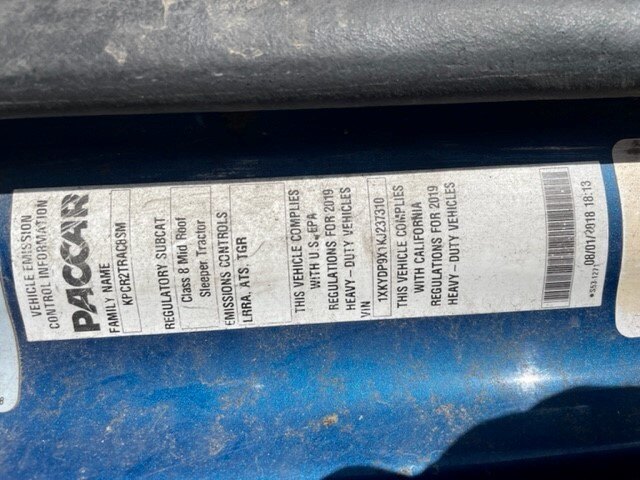 VEHICLE EMISSION
CONTROL INFORMATION
PACCAR
FAMILY NAME
KPCR2TRAC8SM
REGULATORY SUBCAT
Class 8 Mid Roof
Sleeper Tractor
EMISSIONS CONTROLS
LRRA, ATS, TGR
THIS VEHICLE COMPLIES
WITH U.S. EPA
REGULATIONS FOR 2019
HEAVY - DUTY VEHICLES
VIN
1XKYDP9X1KJ237310
THIS VEHICLE COMPLIES
WITH CALIFORNIA
REGULATIONS FOR 2019
HEAVY - DUTY VEHICLES
08/01/2018 18:13